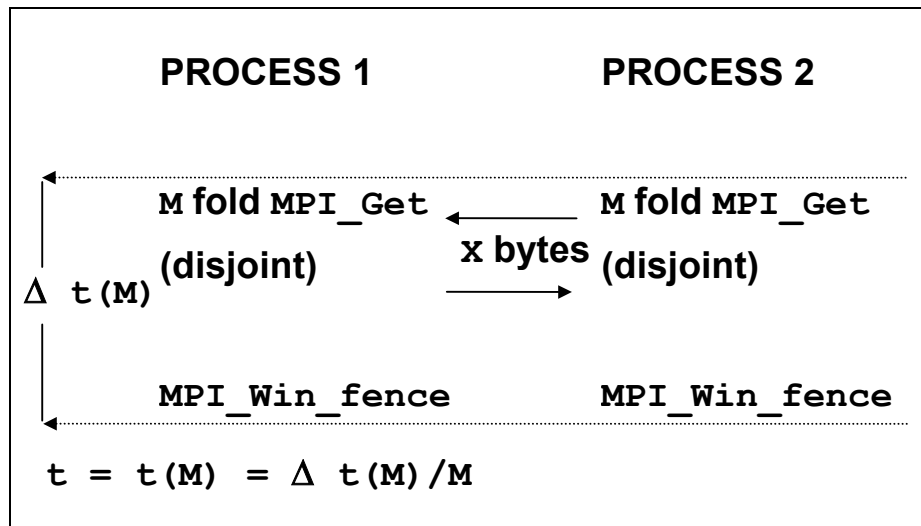 PROCESS 1 PROCESS 2
M fold MPI_Get M fold MPI_Get
(disjoint) X bytes (disjoint)
Δ t(M)
MPI_Win_fence MPI_Win_fence
t = t(M) = Δ t(M)/M